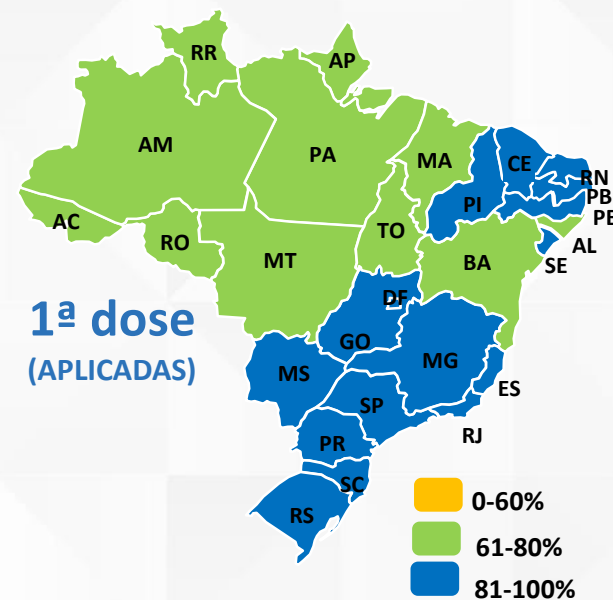 RR
AP
AM
PA
MA
CE
RN
PB
PE
PI
AC
RO
TO
AL
SE
MT
BA
DF
1ª dose
(APLICADAS)
GO
MG
MS
ES
SP
RJ
PR
SC
RS
0-60%
61-80%
81-100%